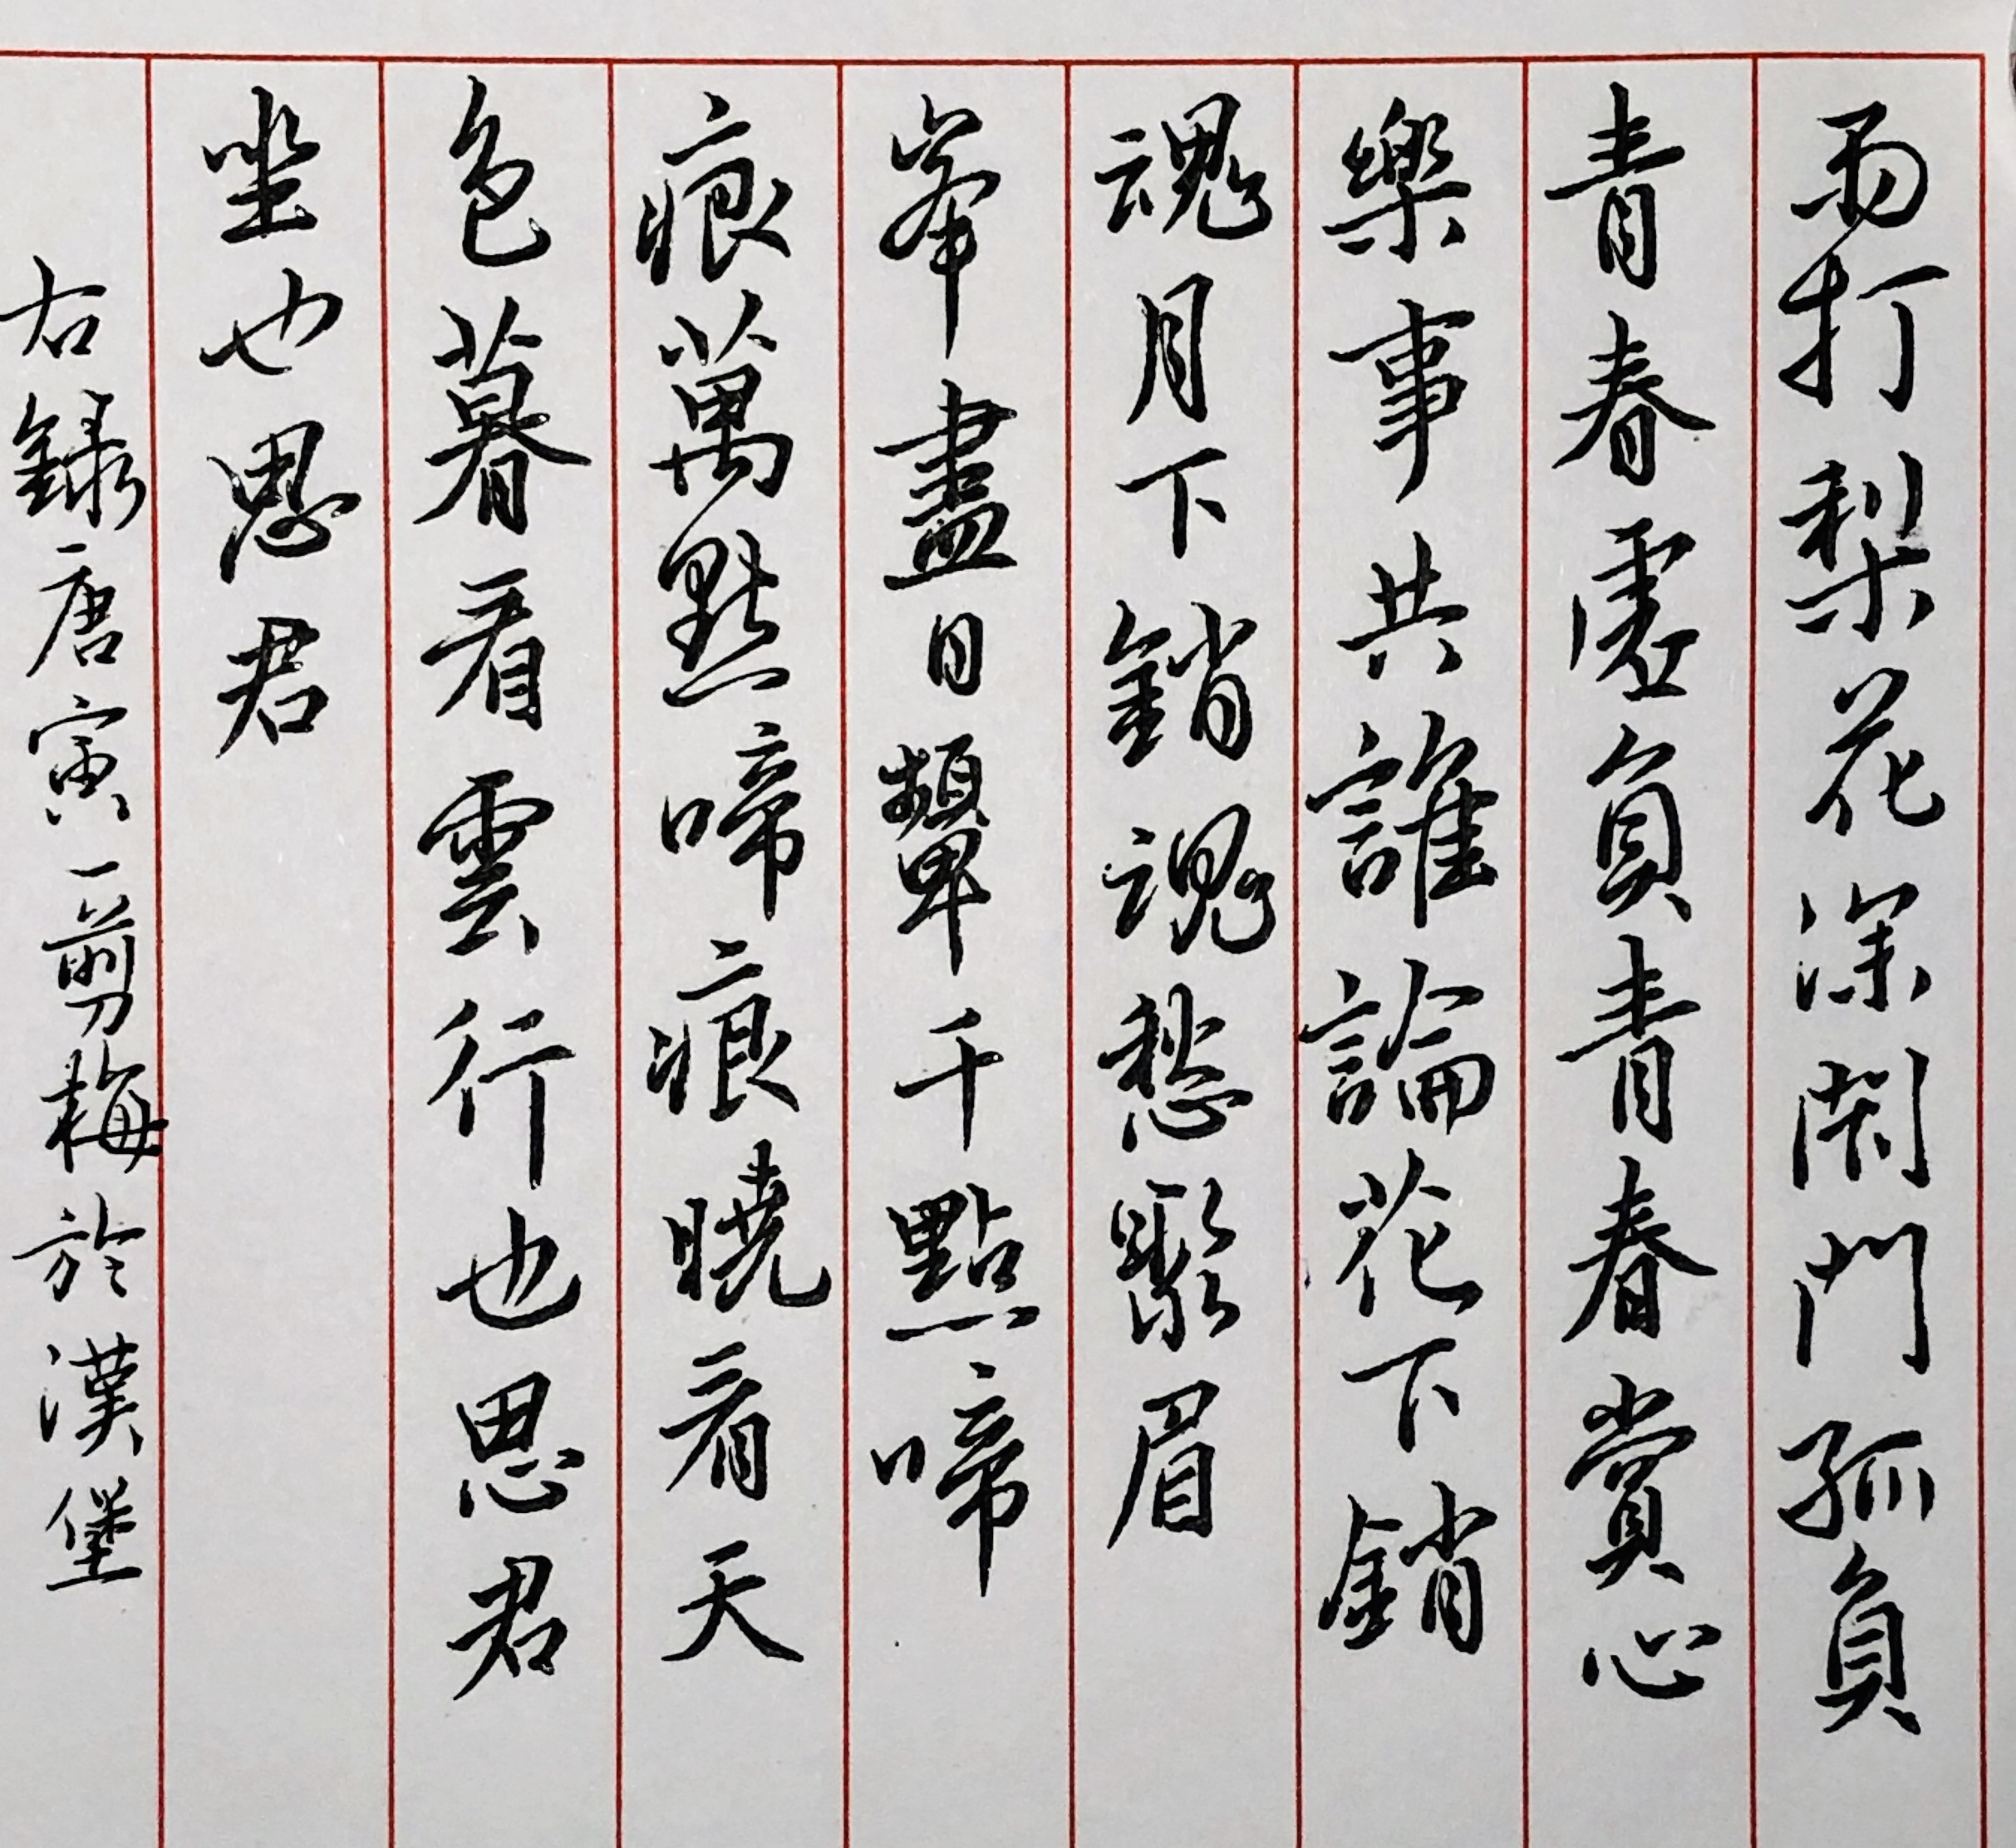 雨打梨花深閉門孤負
青春虛負青春賞心
樂事共誰論花下銷
魂月下銷魂愁聚眉
峯盡日顰千點啼
痕萬點啼痕曉看天
色暮看雲行也思君
坐也思君
右錄唐寅一剪梅於漢堡